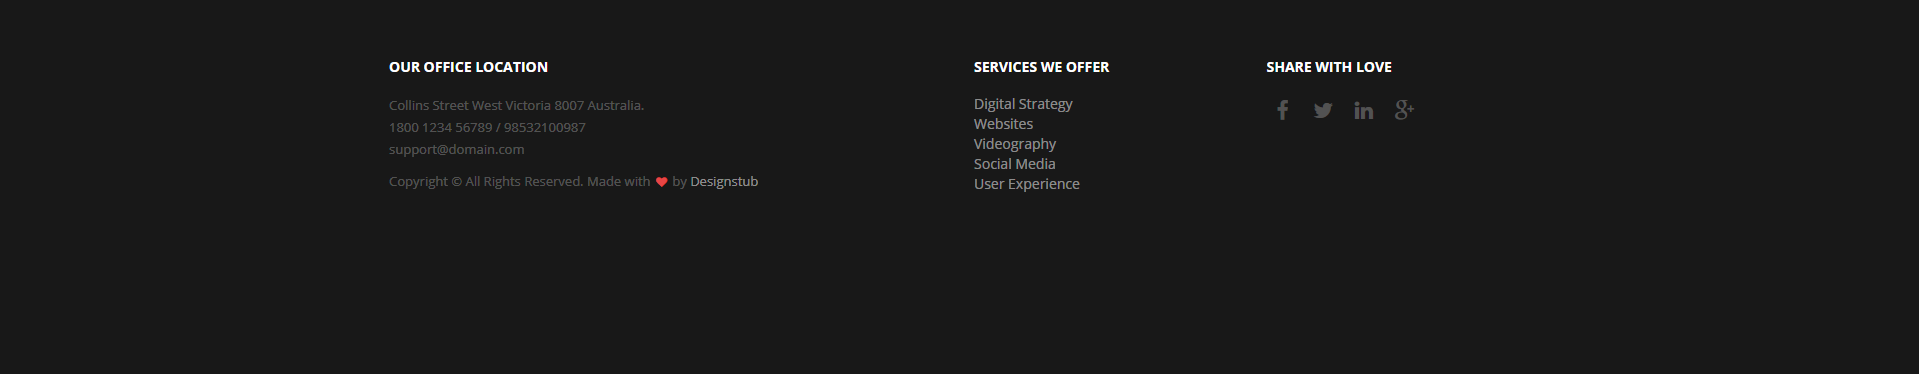 OUR OFFICE LOCATION
Collins Street West Victoria 8007 Australia.
1800 1234 56789 / 98532100987
support@domain.com
Copyright © All Rights Reserved. Made with ❤ by Designstub
SERVICES WE OFFER
Digital Strategy
Websites
Videography
Social Media
User Experience
SHARE WITH LOVE